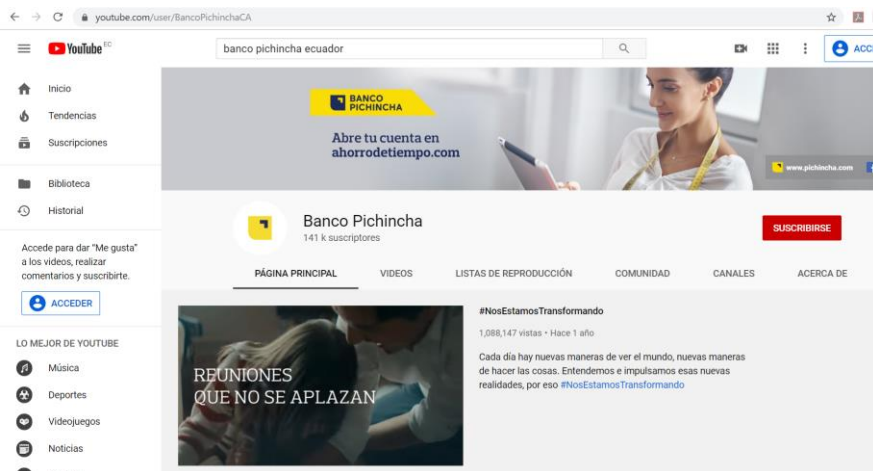 youtube.com/user/BancoPichinchaCA
YouTube EC
banco pichincha ecuador
Inicio
Tendencias
Suscripciones
Biblioteca
Historial
Accede para dar "Me gusta"
a los videos, realizar
comentarios y suscribirte.
ACCEDER
LO MEJOR DE YOUTUBE
Música
Deportes
Videojuegos
Noticias
BANCO
PICHINCHA
Abre tu cuenta en
ahorrodetiempo.com
www.pichincha.com
Banco Pichincha
141 k suscriptores
SUSCRIBIRSE
PÁGINA PRINCIPAL
VIDEOS
LISTAS DE REPRODUCCIÓN
COMUNIDAD
CANALES
ACERCA DE
REUNIONES
QUE NO SE APLAZAN
#NosEstamosTransformando
1,088,147 vistas • Hace 1 año
Cada día hay nuevas maneras de ver el mundo, nuevas maneras
de hacer las cosas. Entendemos e impulsamos esas nuevas
realidades, por eso #NosEstamosTransformando